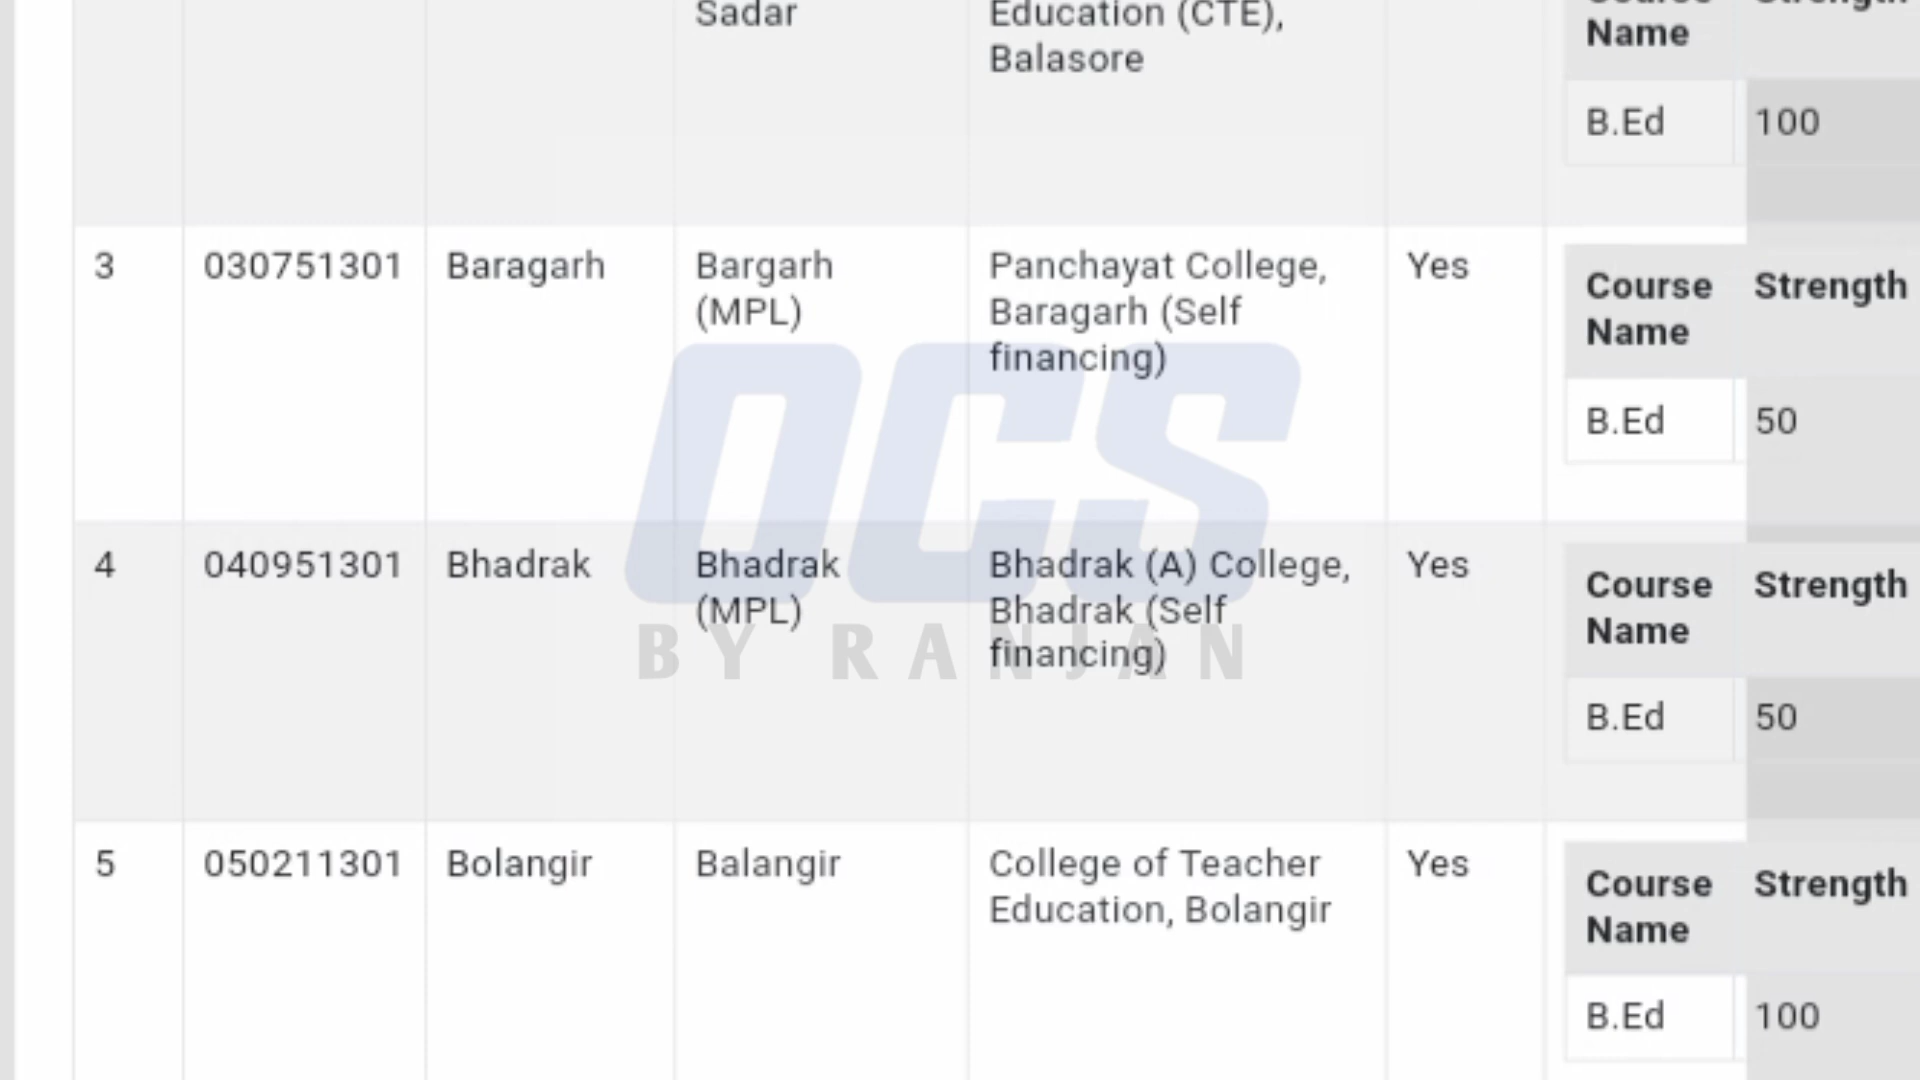 Sadar
Education (CTE),
Balasore
Name
B.Ed 100
3 030751301 Baragarh Bargarh
(MPL)
Panchayat College,
Baragarh (Self
financing)
Yes
Course
Name
Strength
B.Ed 50
4 040951301 Bhadrak Bhadrak
(MPL)
Bhadrak (A) College,
Bhadrak (Self
financing)
Yes
Course
Name
Strength
B.Ed 50
5 050211301 Bolangir Balangir
College of Teacher
Education, Bolangir
Yes
Course
Name
Strength
B.Ed 100
OCS
BY RANJAN